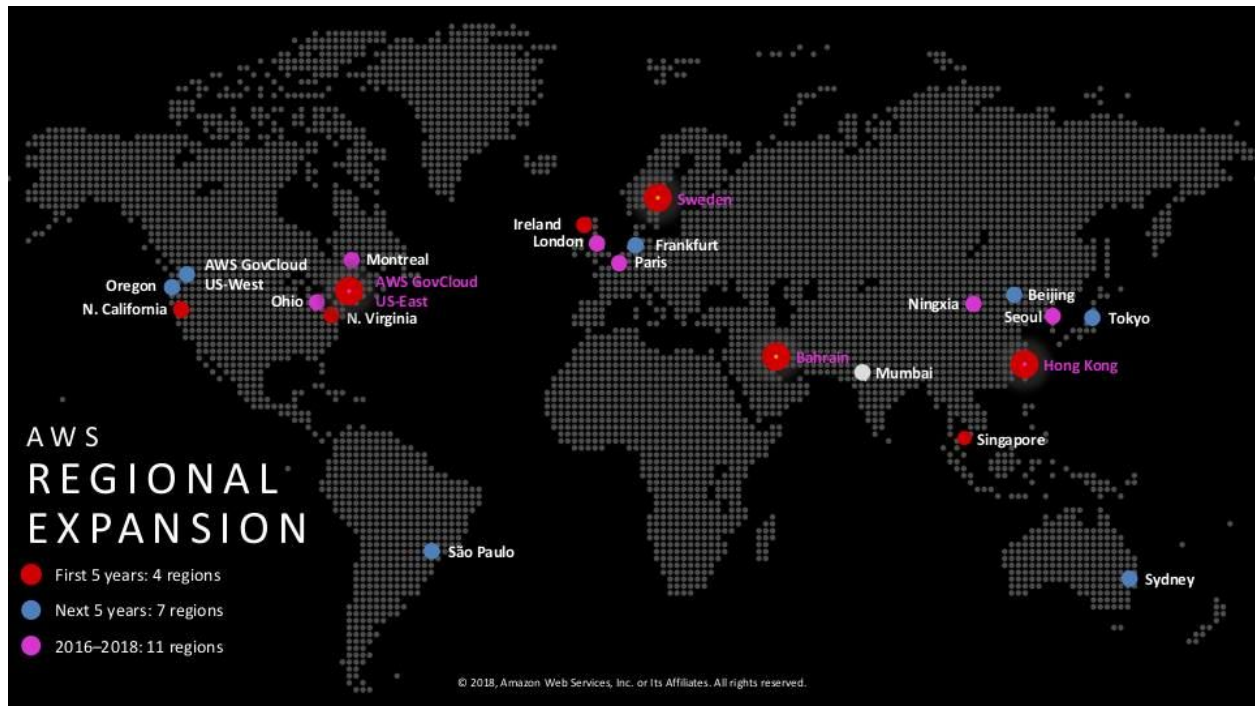 Sweden
Ireland
London
Frankfurt
Paris
AWS GovCloud
US-West
Oregon
N. California
Montreal
AWS GovCloud
US-East
Ohio
N. Virginia
Ningxia
Beijing
Seoul
Tokyo
Bahrain
Mumbai
Hong Kong
Singapore
AWS
REGIONAL
EXPANSION
São Paulo
Sydney
First 5 years: 4 regions
Next 5 years: 7 regions
2016–2018: 11 regions
© 2018, Amazon Web Services, Inc. or Its Affiliates. All rights reserved.